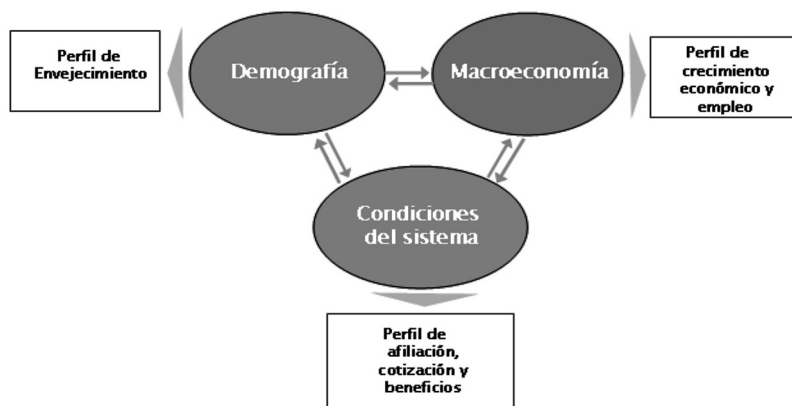 Perfil de
Envejecimiento
Demografía
Macroeconomía
Perfil de
crecimiento
económico y
empleo
Condiciones
del sistema
Perfil de
afiliación,
cotización y
beneficios